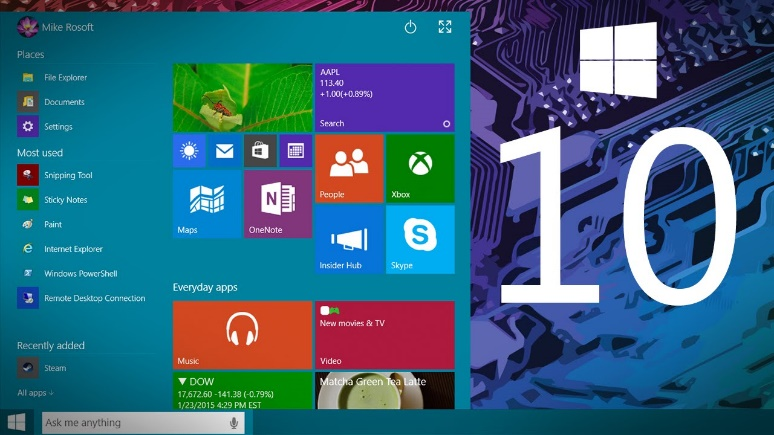 Mike Rosoft
Places
File Explorer
Documents
Settings
Most used
Snipping Tool
Sticky Notes
Paint
Internet Explorer
Windows PowerShell
Remote Desktop Connection
Recently added
Steam
All apps ↓
Ask me anything
AAPL
113.40
+1.00(+0.89%)
Search
People
Xbox
Maps
OneNote
Insider Hub
Skype
Everyday apps
Music
New movies & TV
Video
▼ DOW
17,672.60 -141.38 (-0.79%)
1/23/2015 4:29 PM EST
Matcha Green Tea Latte
10